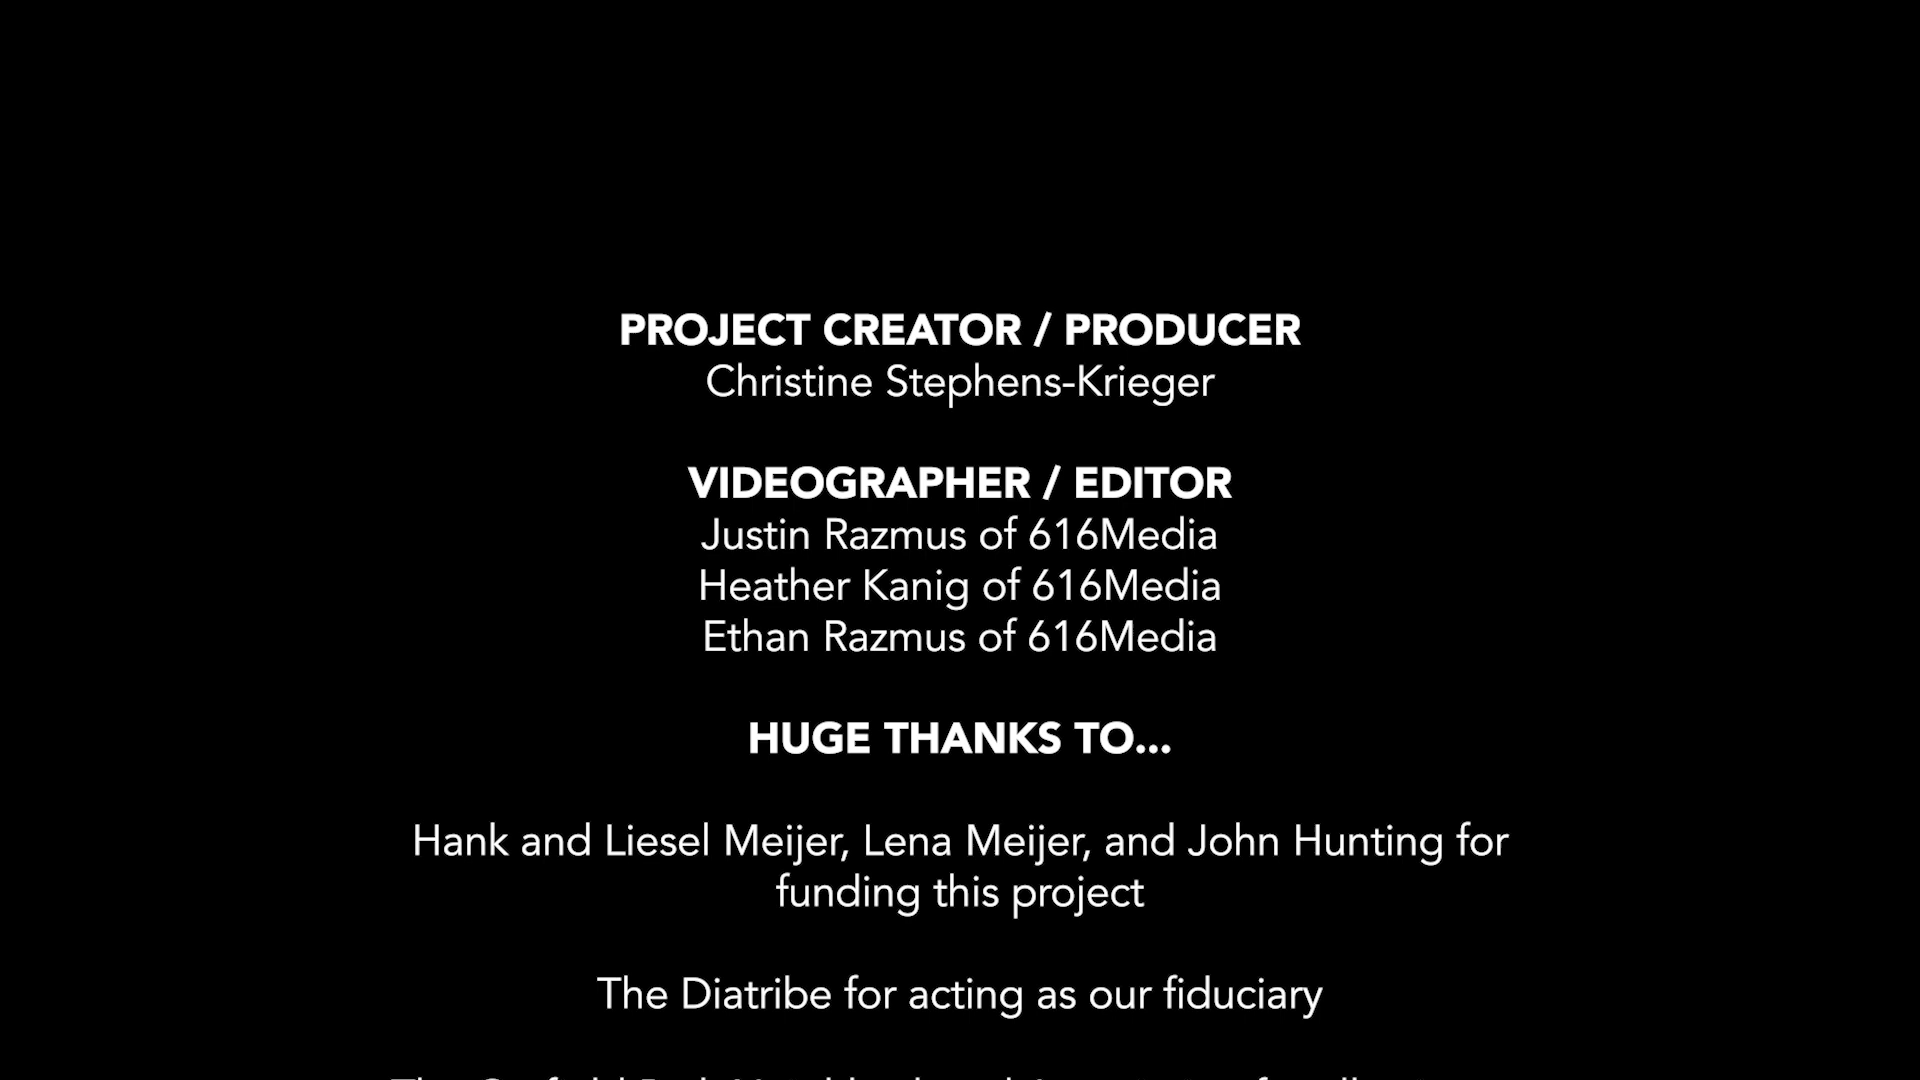 PROJECT CREATOR / PRODUCER
Christine Stephens-Krieger
VIDEOGRAPHER / EDITOR
Justin Razmus of 616Media
Heather Kanig of 616Media
Ethan Razmus of 616Media
HUGE THANKS TO...
Hank and Liesel Meijer, Lena Meijer, and John Hunting for
funding this project
The Diatribe for acting as our fiduciary